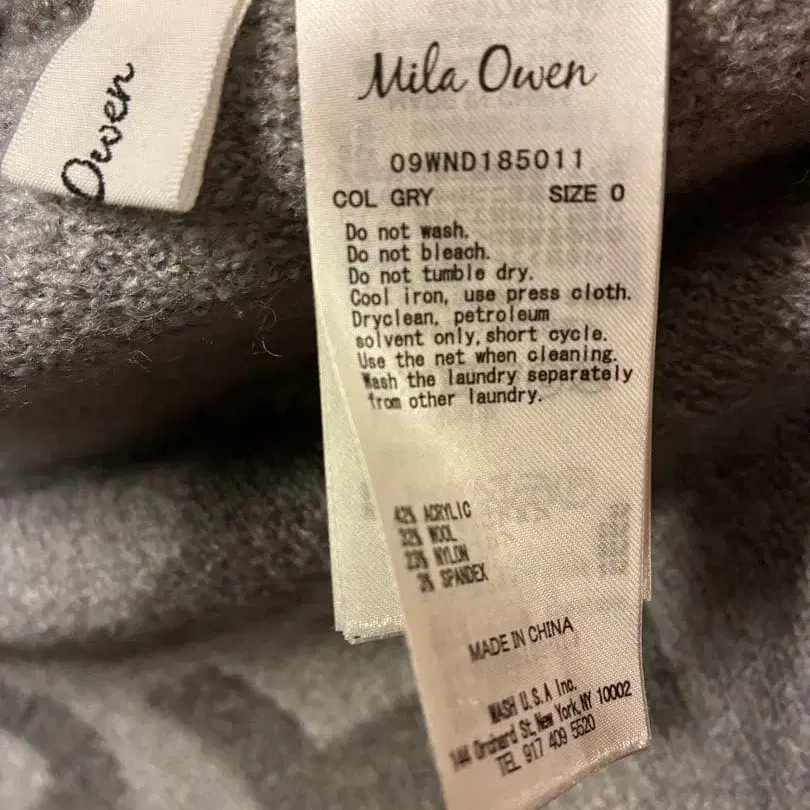 Owen
Mila Owen
09WND185011
COL GRY SIZE 0
Do not wash.
Do not bleach.
Do not tumble dry.
Cool iron, use press cloth.
Dryclean, petroleum
solvent only, short cycle.
Use the net when cleaning.
Wash the laundry separately
from other laundry.
42% ACRYLIC
32% WOOL
23% NYLON
3% SPANDEX
MADE IN CHINA
MASH U.S.A Inc.
144 Orchard St, New York, NY 10002
TEL 917 409 5520